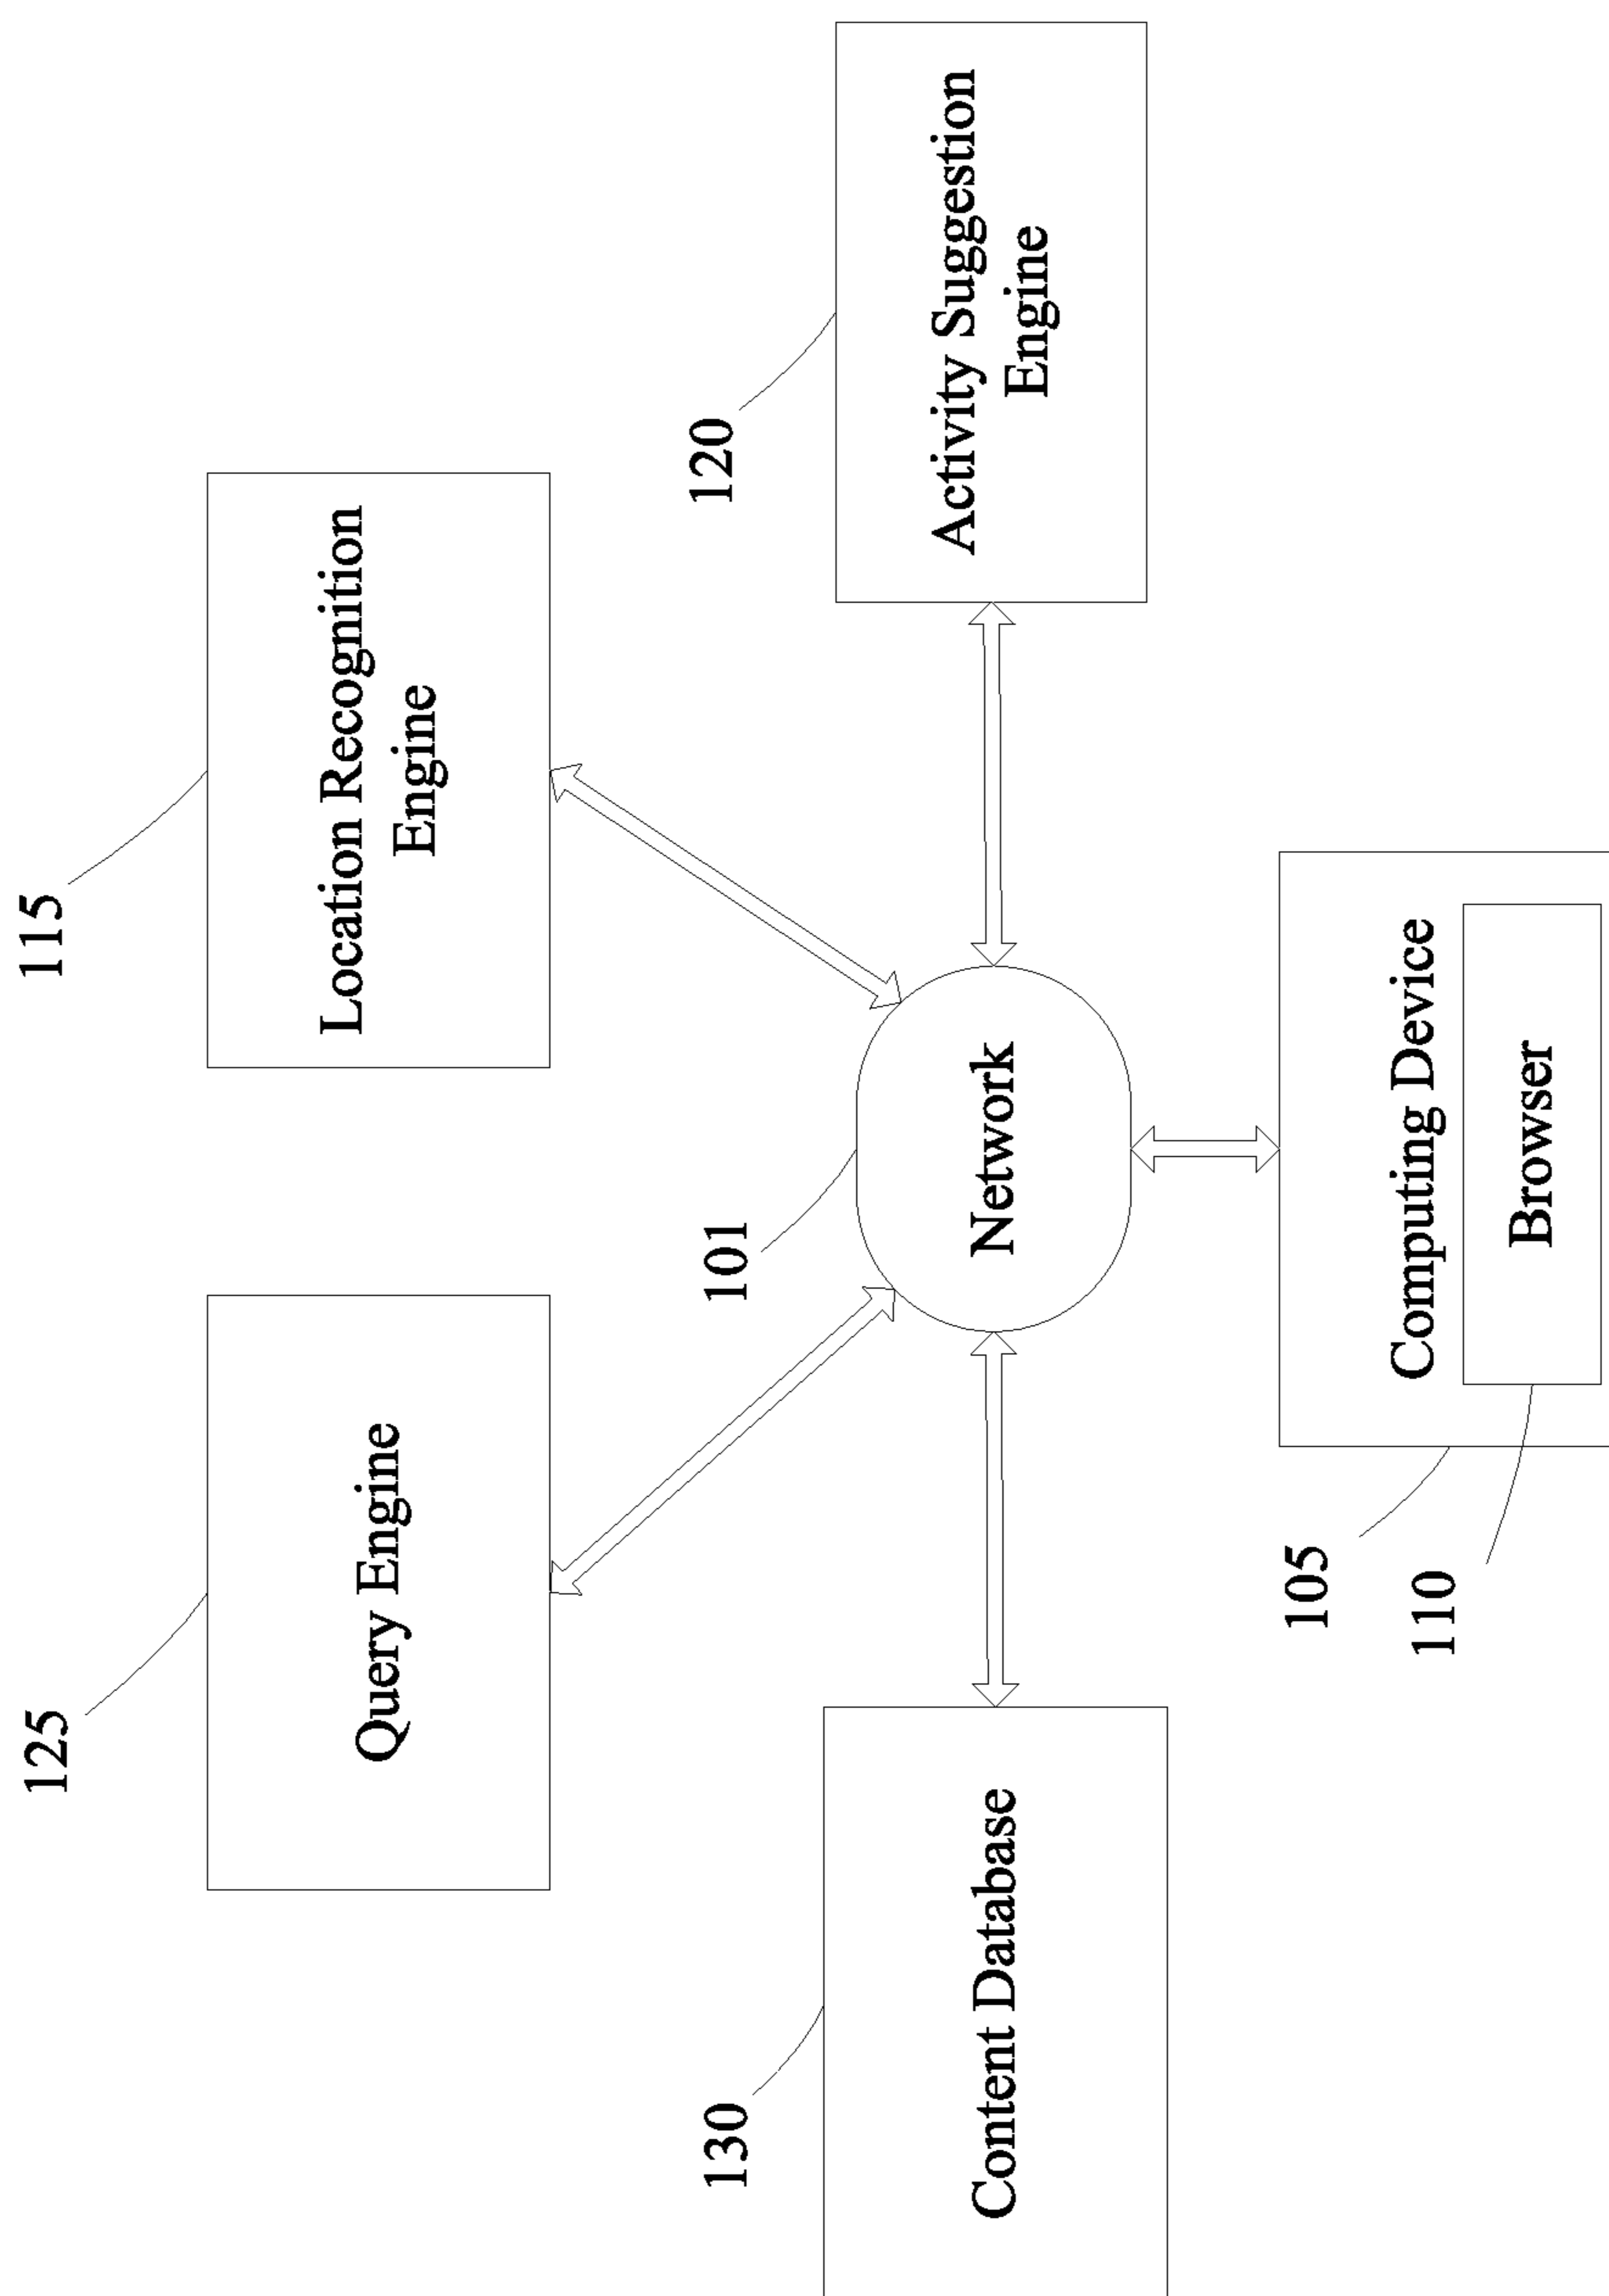 125
Query Engine
115
Location Recognition
Engine
130
Content Database
101
Network
120
Activity Suggestion
Engine
105
Computing Device
110
Browser